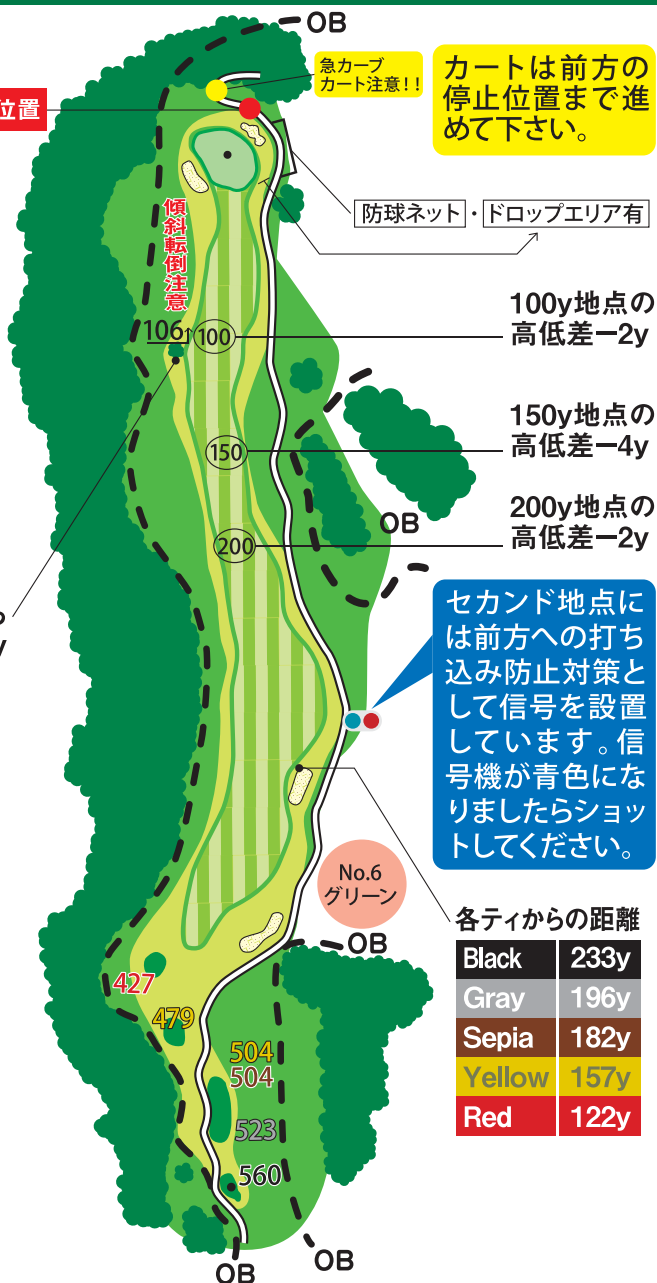 OB
急カーブ
カート注意!!
カートは前方の
停止位置まで進
めて下さい。
位置
防球ネット・ドロップエリア有
傾斜転倒注意
106↑
100
100y地点の
高低差ー2y
150
150y地点の
高低差ー4y
OB
200
200y地点の
高低差ー2y
y
セカンド地点に
は前方への打ち
込み防止対策と
して信号を設置
しています。信
号機が青色にな
りましたらショッ
トしてください。
No.6
グリーン
各ティからの距離
Black 233y
Gray 196y
Sepia 182y
Yellow 157y
Red 122y
OB
427
479
504
504
523
560
OB
OB